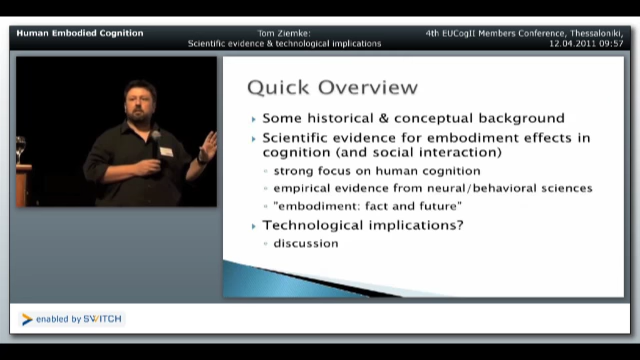 Human Embodied Cognition
Tom Ziemke:
Scientific evidence & technological implications
4th EUCogII Members Conference, Thessaloniki,
12.04.2011 09:57
Quick Overview
Some historical & conceptual background
Scientific evidence for embodiment effects in
cognition (and social interaction)
strong focus on human cognition
empirical evidence from neural/behavioral sciences
"embodiment: fact and future"
Technological implications?
discussion
enabled by SWITCH